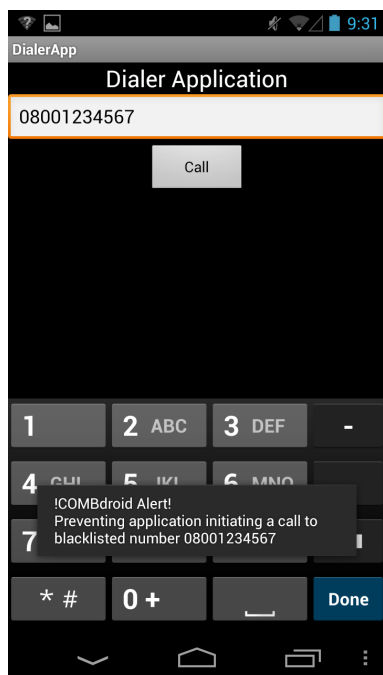 9:31
DialerApp
Dialer Application
08001234567
Call
1
2 ABC
3 DEF
-
4
5
6
!COMBdroid Alert!
Preventing application initiating a call to
blacklisted number 08001234567
7
* #
0 +
Done